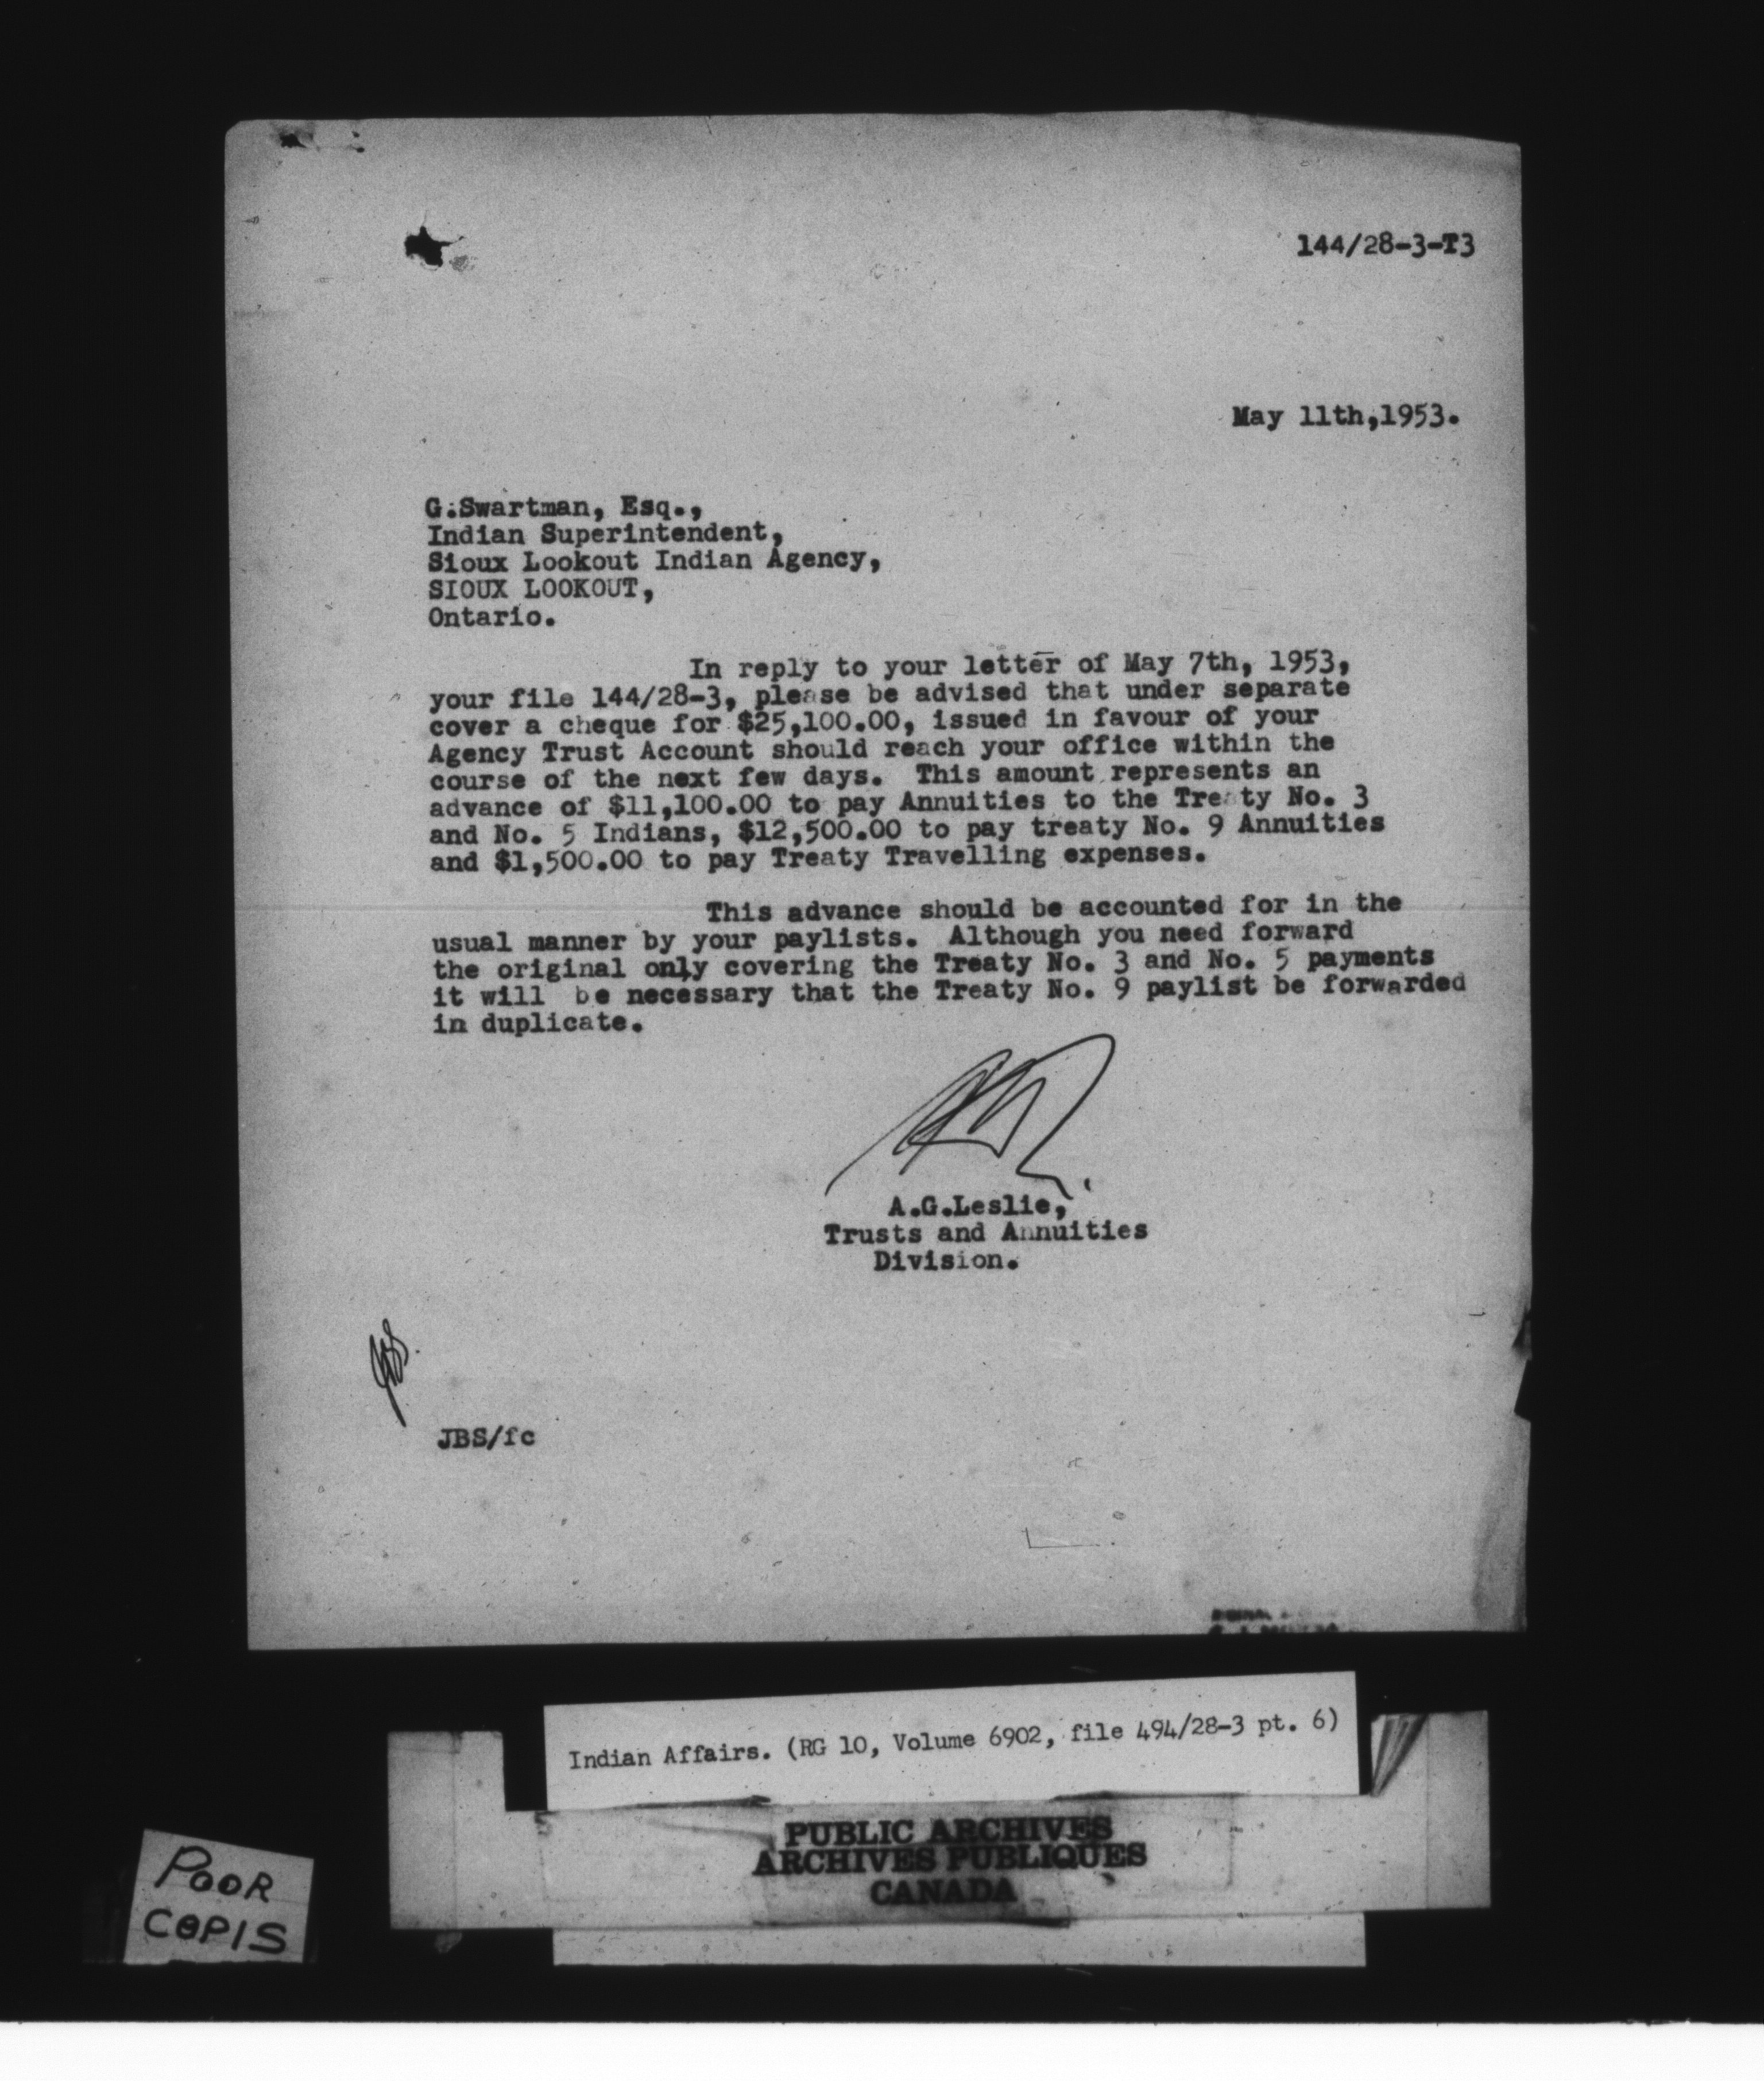 144/28-3-T3
May 11th,1953.
G.Swartman, Esq.,
Indian Superintendent,
Sioux Lookout Indian Agency,
SIOUX LOOKOUT,
Ontario.
In reply to your letter of May 7th, 1953,
your file 144/28-3, please be advised that under separate
cover a cheque for $25,100.00, issued in favour of your
Agency Trust Account should reach your office within the
course of the next few days. This amount represents an
advance of $11,100.00 to pay Annuities to the Treaty No. 3
and No. 5 Indians, $12,500.00 to pay treaty No. 9 Annuities
and $1,500.00 to pay Treaty Travelling expenses.
This advance should be accounted for in the
usual manner by your paylists. Although you need forward
the original only covering the Treaty No. 3 and No. 5 payments
it will be necessary that the Treaty No. 9 paylist be forwarded
in duplicate.
A.G.Leslie,
Trusts and Annuities
Division.
JBS/fc
Indian Affairs. (RG 10, Volume 6902, file 494/28-3 pt. 6)
PUBLIC ARCHIVES
ARCHIVES PUBLIQUES
CANADA
POOR
COPIS